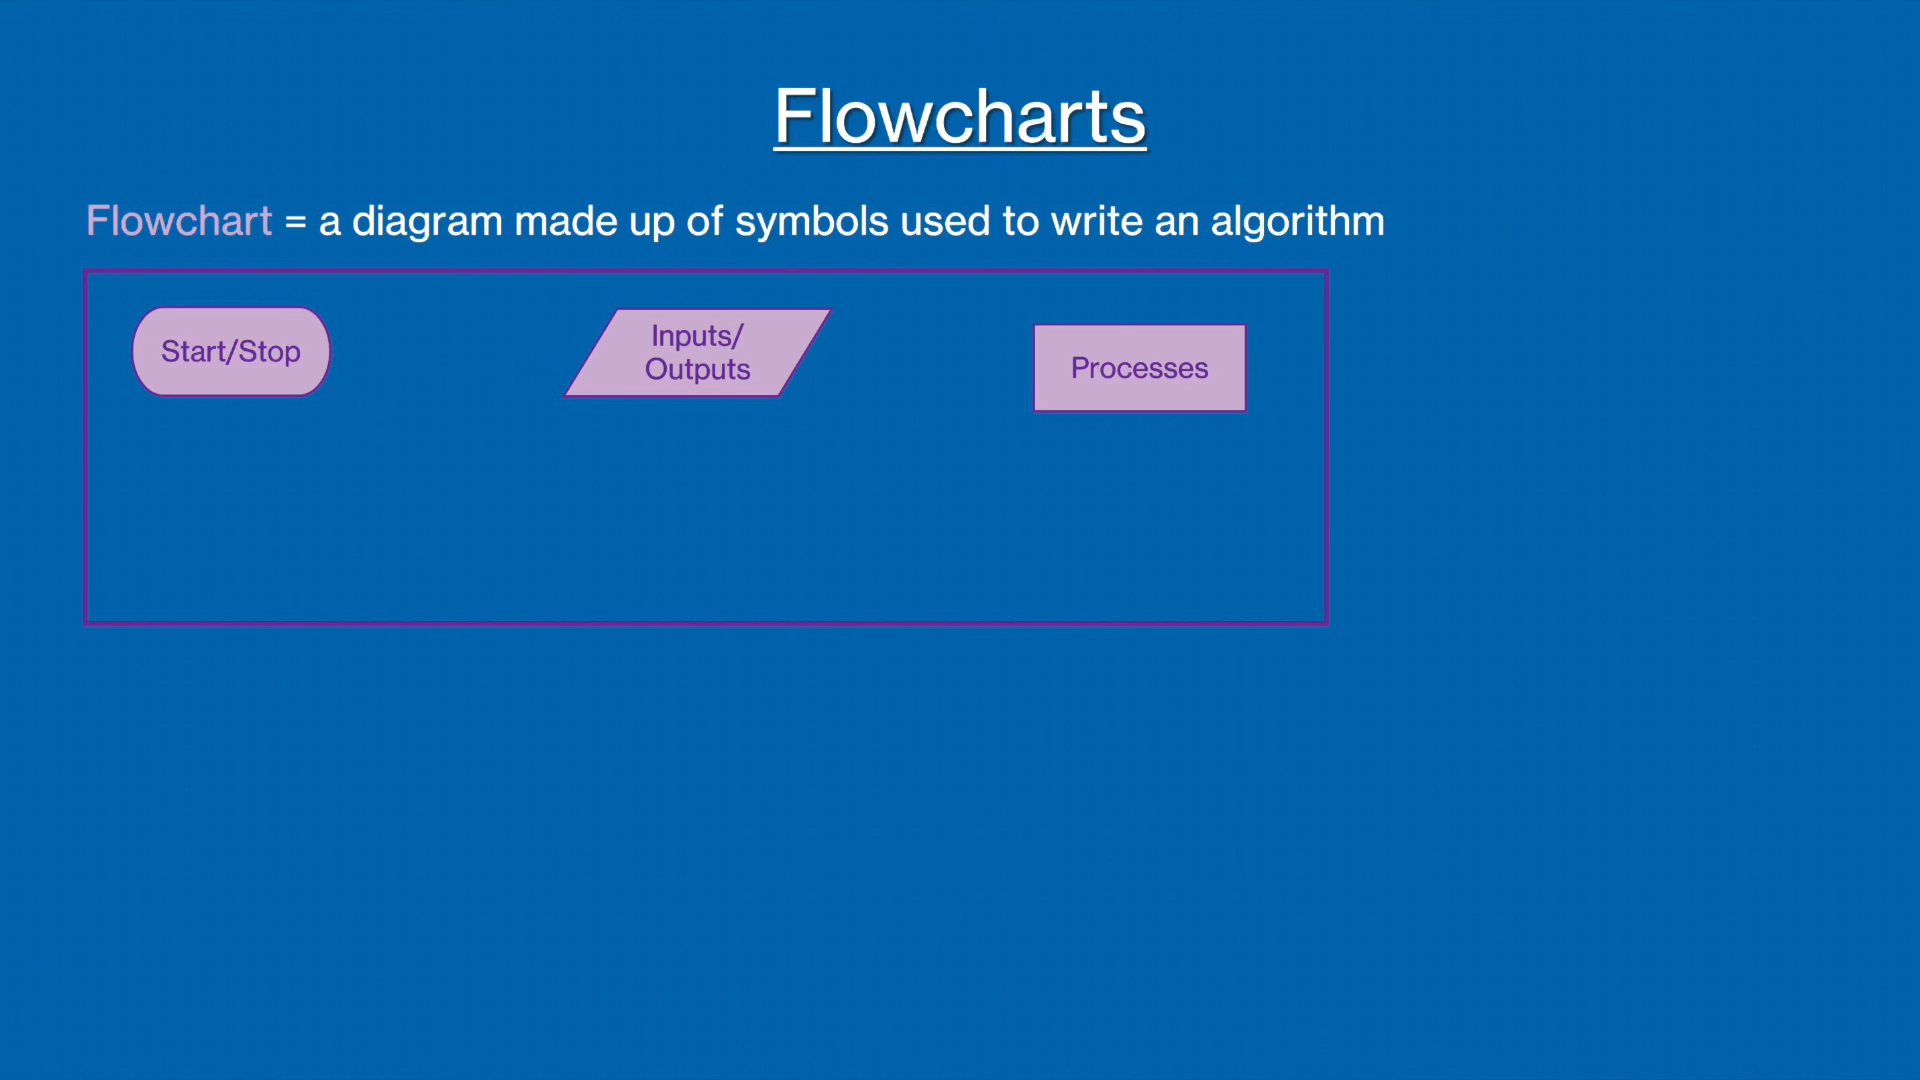 Flowcharts
Flowchart = a diagram made up of symbols used to write an algorithm
Start/Stop
Inputs/
Outputs
Processes